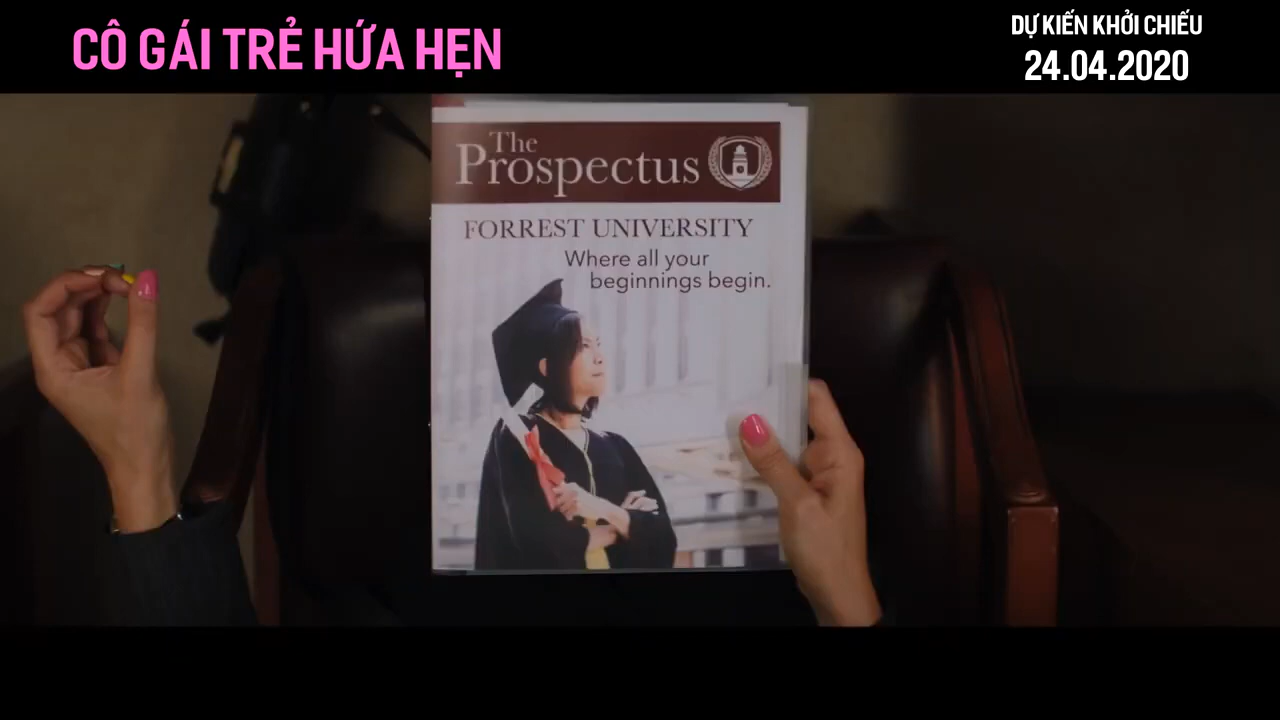 CÔ GÁI TRẺ HỨA HẸN
DỰ KIẾN KHỞI CHIẾU
24.04.2020
The
Prospectus
FORREST UNIVERSITY
Where all your
beginnings begin.